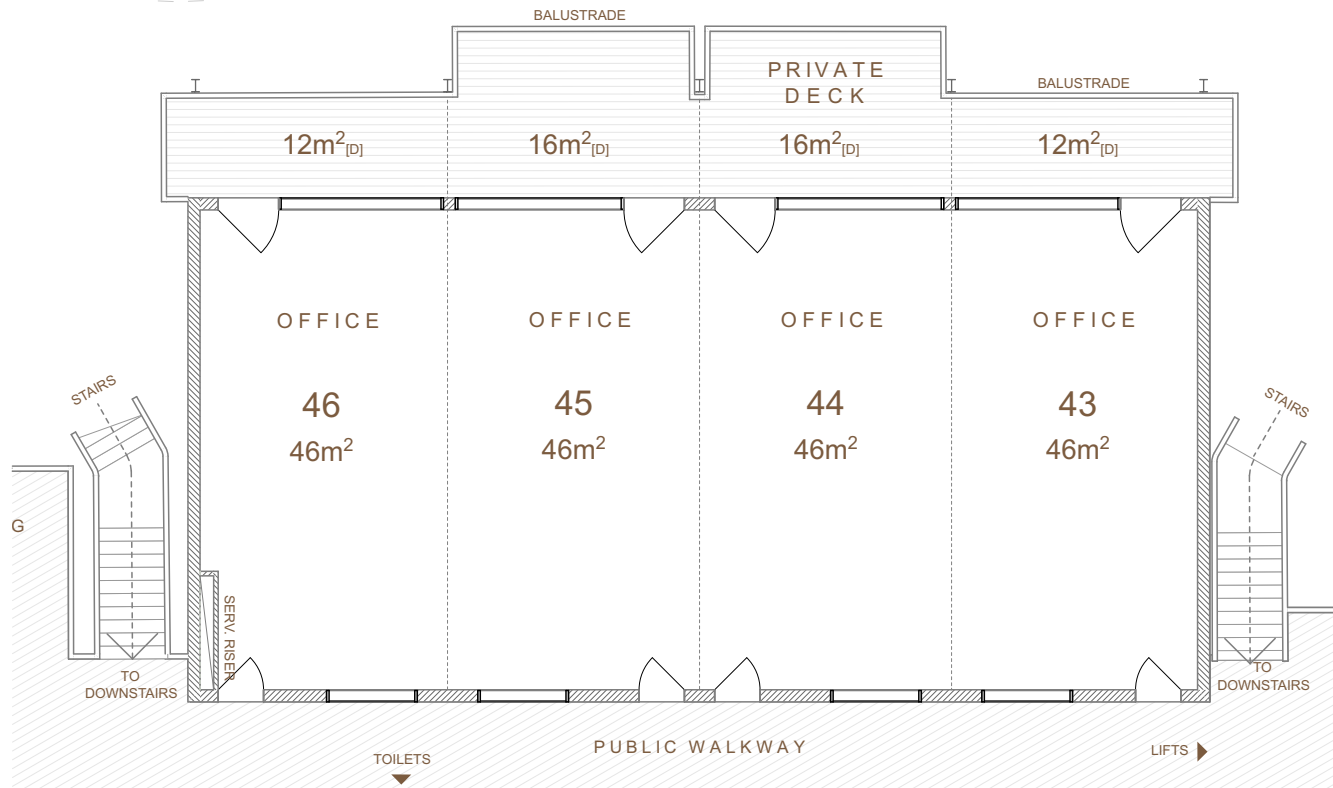 BALUSTRADE
PRIVATE
DECK
BALUSTRADE
12m²[D]
16m²[D]
16m²[D]
12m²[D]
OFFICE
OFFICE
OFFICE
OFFICE
46
45
44
43
46m²
46m²
46m²
46m²
STAIRS
STAIRS
G
SERV. RISER
TO
DOWNSTAIRS
TO
DOWNSTAIRS
PUBLIC WALKWAY
TOILETS
LIFTS